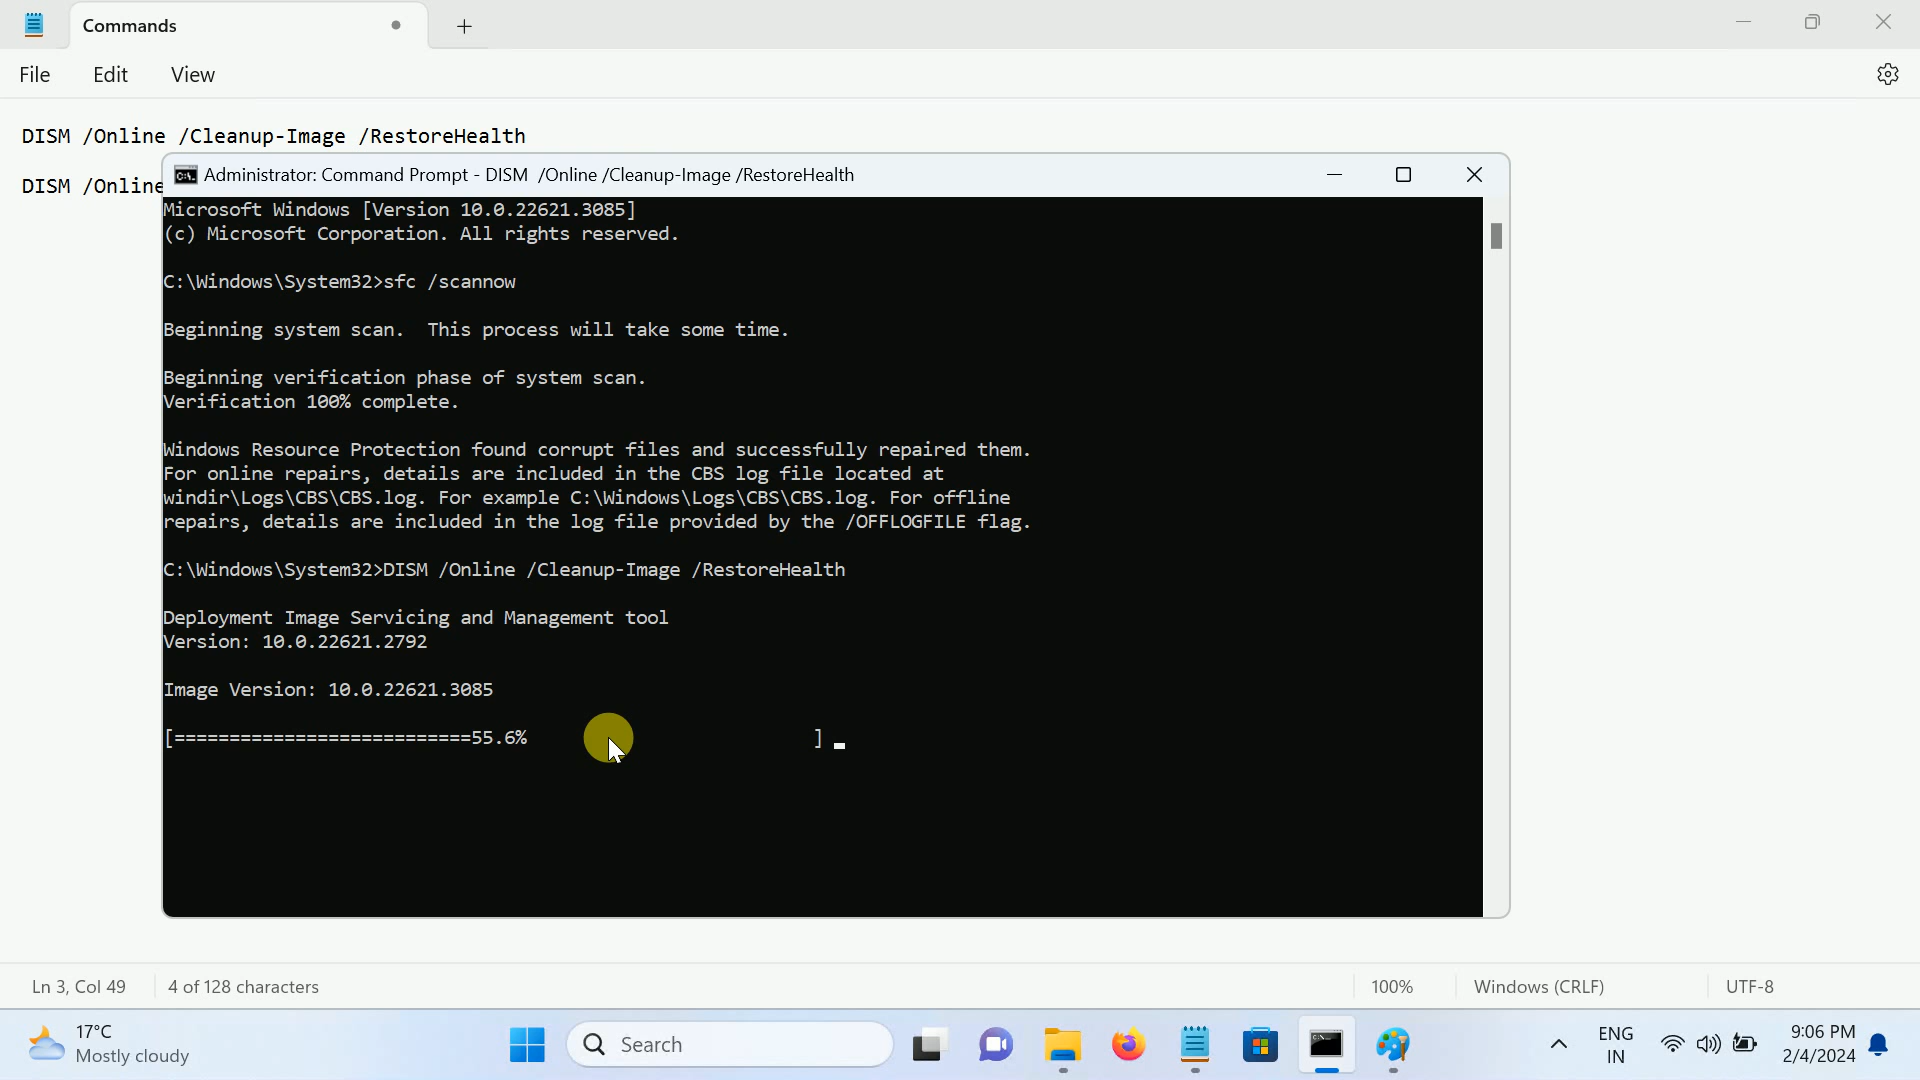 Commands
File Edit View
DISM /Online /Cleanup-Image /RestoreHealth
DISM /Online
Administrator: Command Prompt - DISM /Online /Cleanup-Image /RestoreHealth
Microsoft Windows [Version 10.0.22621.3085]
(c) Microsoft Corporation. All rights reserved.
C:\Windows\System32>sfc /scannow
Beginning system scan. This process will take some time.
Beginning verification phase of system scan.
Verification 100% complete.
Windows Resource Protection found corrupt files and successfully repaired them.
For online repairs, details are included in the CBS log file located at
windir\Logs\CBS\CBS.log. For example C:\Windows\Logs\CBS\CBS.log. For offline
repairs, details are included in the log file provided by the /OFFLOGFILE flag.
C:\Windows\System32>DISM /Online /Cleanup-Image /RestoreHealth
Deployment Image Servicing and Management tool
Version: 10.0.22621.2792
Image Version: 10.0.22621.3085
[===========================55.6%                          ]
Ln 3, Col 49 4 of 128 characters 100% Windows (CRLF) UTF-8
17°C
Mostly cloudy
Search
ENG
IN
9:06 PM
2/4/2024